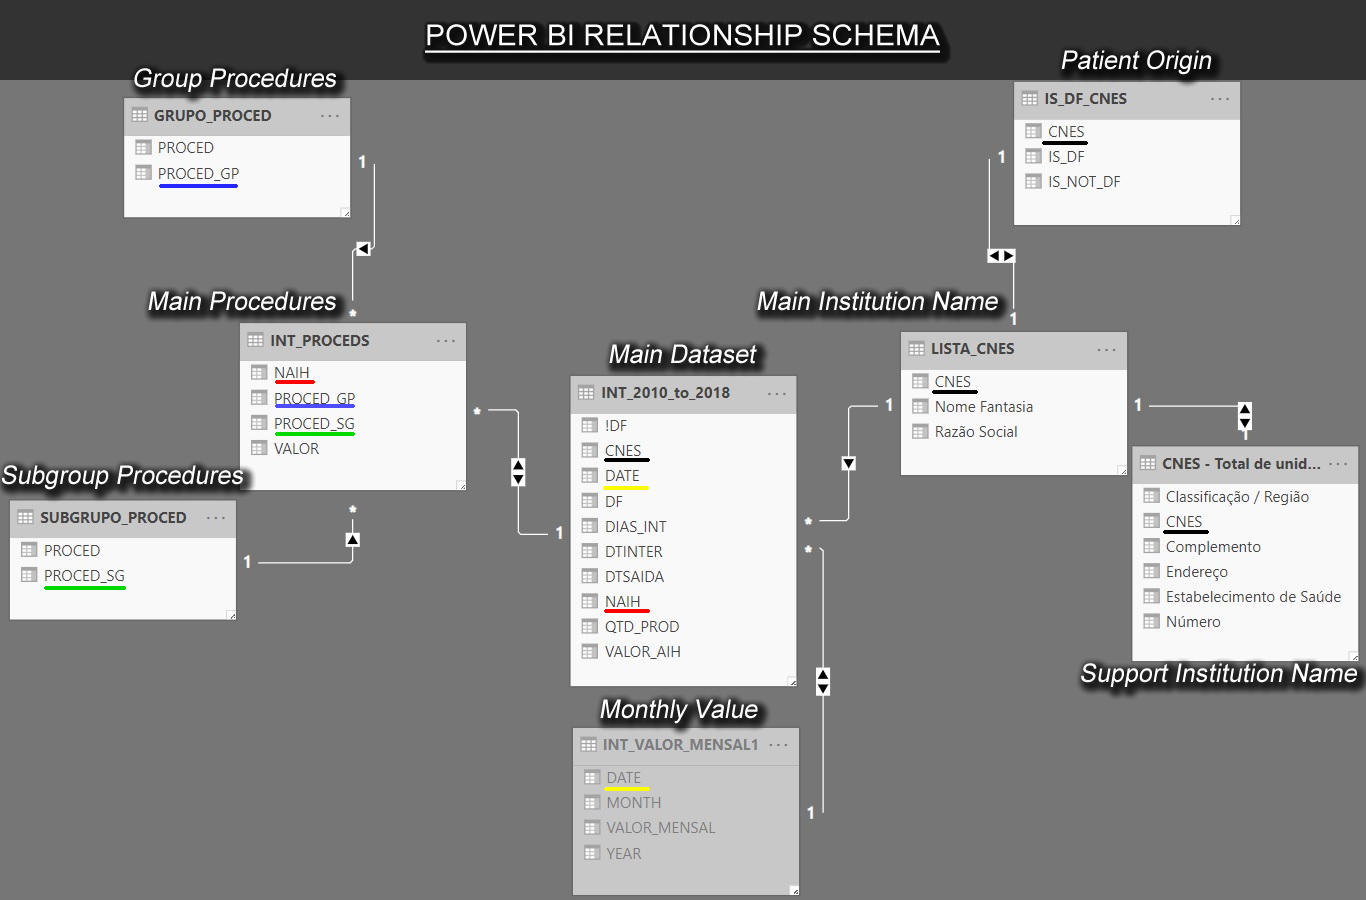 POWER BI RELATIONSHIP SCHEMA
Group Procedures
GRUPO_PROCED ...
PROCED
PROCED_GP
1
*
Main Procedures
INT_PROCEDS ...
NAIH
PROCED_GP
PROCED_SG
VALOR
*
1
*
Subgroup Procedures
SUBGRUPO_PROCED ...
PROCED
PROCED_SG
1
Main Dataset
INT_2010_to_2018 ...
!DF
CNES
DATE
DF
DIAS_INT
DTINTER
DTSAIDA
NAIH
QTD_PROD
VALOR_AIH
*
*
Monthly Value
INT_VALOR_MENSAL1 ...
DATE
MONTH
VALOR_MENSAL
YEAR
1
Patient Origin
IS_DF_CNES ...
CNES
IS_DF
IS_NOT_DF
1
1
Main Institution Name
LISTA_CNES ...
CNES
Nome Fantasia
Razão Social
1
1
1
CNES - Total de unid... ...
Classificação / Região
CNES
Complemento
Endereço
Estabelecimento de Saúde
Número
Support Institution Name